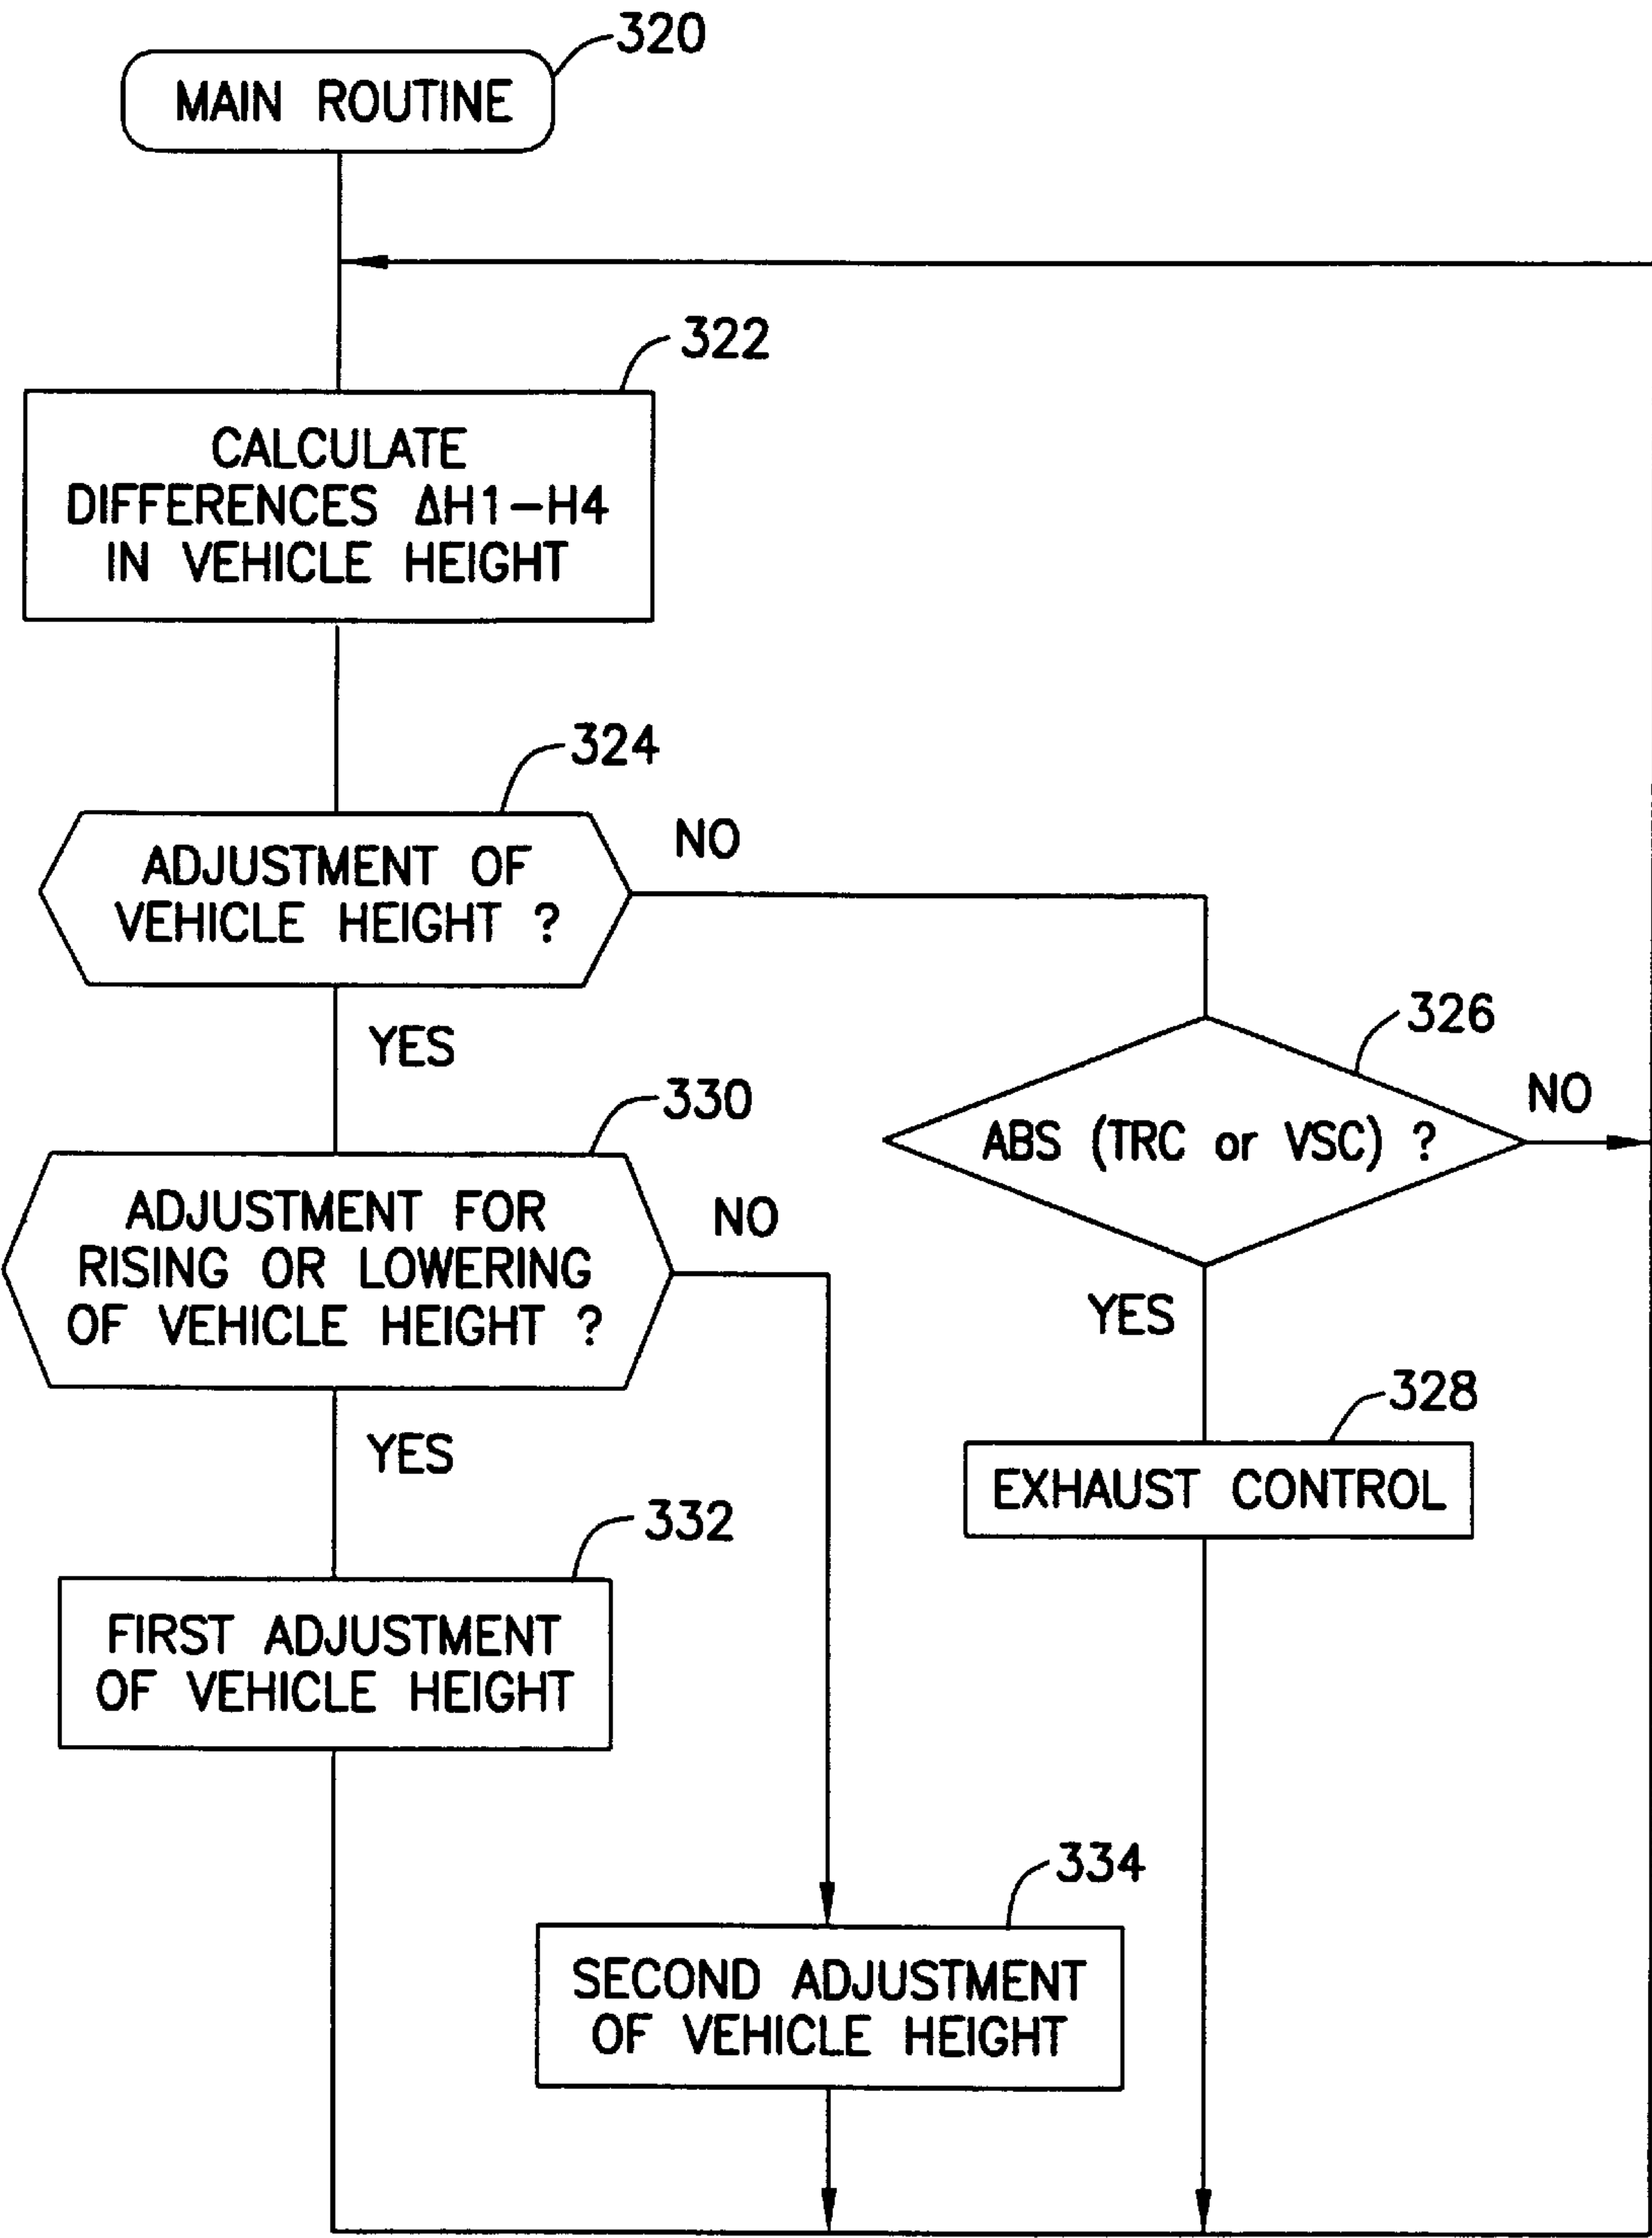 320
MAIN ROUTINE
322
CALCULATE
DIFFERENCES ΔH1-H4
IN VEHICLE HEIGHT
324
ADJUSTMENT OF
VEHICLE HEIGHT ?
NO
YES
326
ABS (TRC or VSC) ?
NO
YES
330
ADJUSTMENT FOR
RISING OR LOWERING
OF VEHICLE HEIGHT ?
NO
YES
328
EXHAUST CONTROL
332
FIRST ADJUSTMENT
OF VEHICLE HEIGHT
334
SECOND ADJUSTMENT
OF VEHICLE HEIGHT